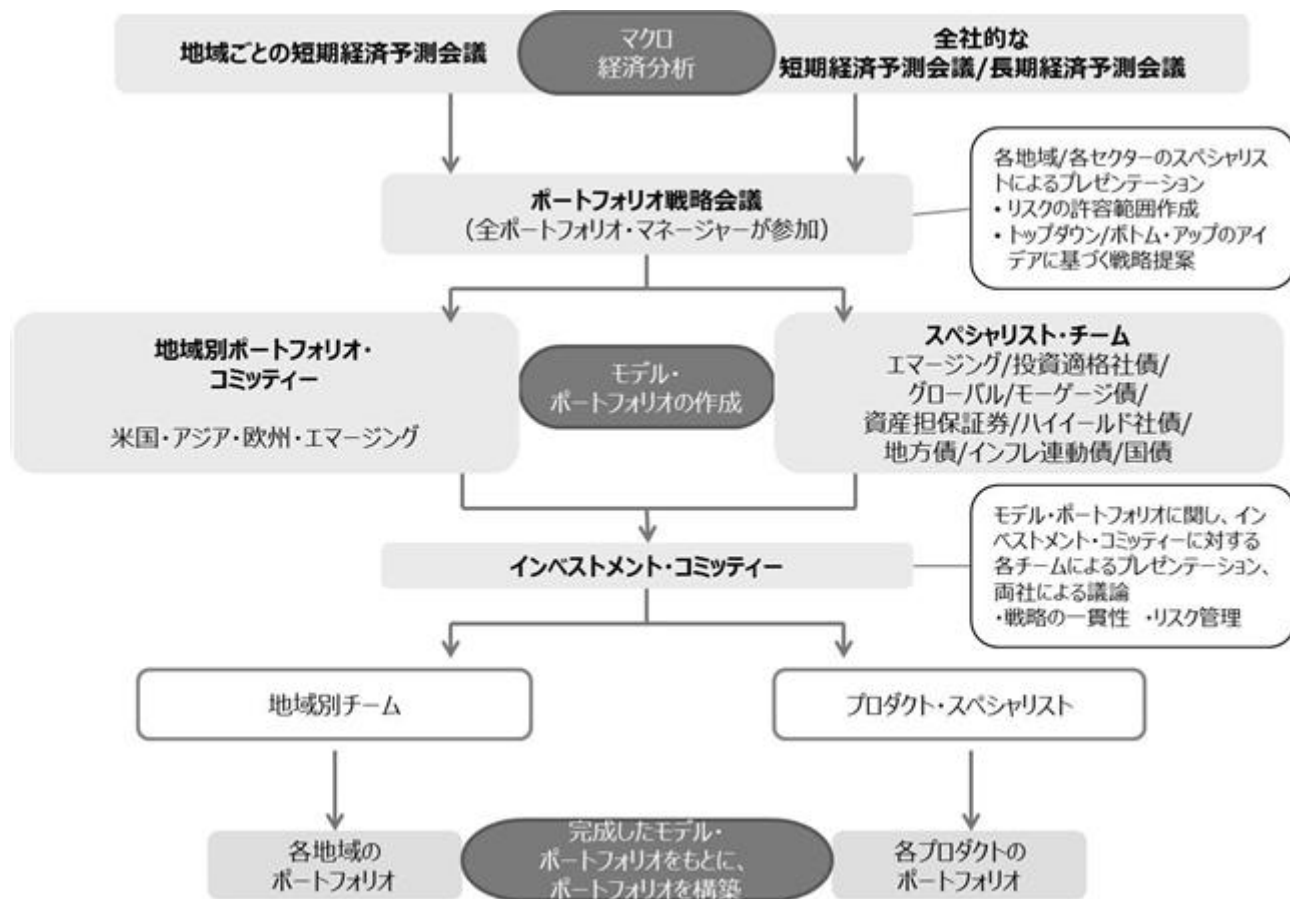 地域ごとの短期経済予測会議
マクロ
経済分析
全社的な
短期経済予測会議/長期経済予測会議
ポートフォリオ戦略会議
(全ポートフォリオ・マネージャーが参加)
各地域/各セクターのスペシャリス
トによるプレゼンテーション
• リスクの許容範囲作成
• トップダウン/ボトム・アップのアイ
デアに基づく戦略提案
地域別ポートフォリオ・
コミッティー
米国・アジア・欧州・エマージング
モデル・
ポートフォリオの作成
スペシャリスト・チーム
エマージング/投資適格社債/
グローバル/モーゲージ債/
資産担保証券/ハイイールド社債/
地方債/インフレ連動債/国債
インベストメント・コミッティー
モデル・ポートフォリオに関し、イン
ベストメント・コミッティーに対する
各チームによるプレゼンテーション、
両社による議論
・戦略の一貫性 ・リスク管理
地域別チーム
プロダクト・スペシャリスト
各地域の
ポートフォリオ
完成したモデル・
ポートフォリオをもとに、
ポートフォリオを構築
各プロダクトの
ポートフォリオ